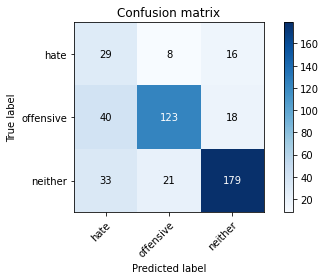 Confusion matrix
True label
hate
offensive
neither
29 8 16
40 123 18
33 21 179
hate
offensive
neither
Predicted label
160
140
120
100
80
60
40
20